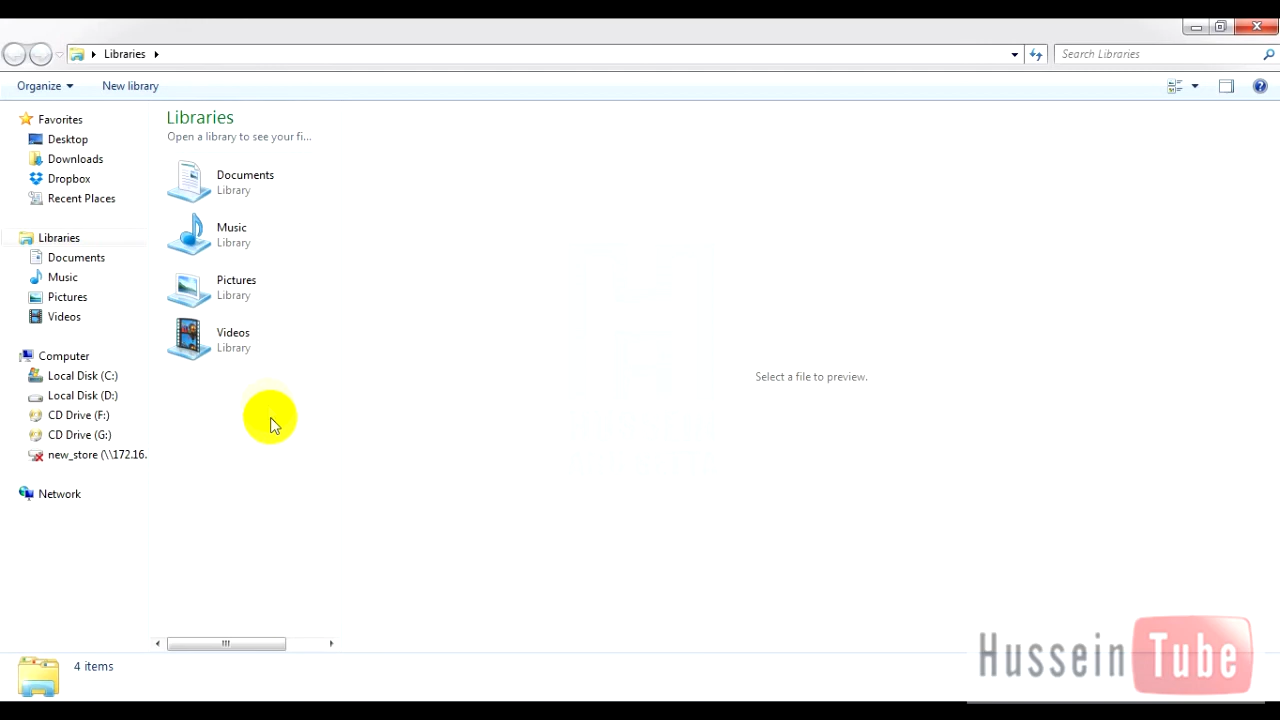 Libraries
Search Libraries
Organize
New library
Favorites
Desktop
Downloads
Dropbox
Recent Places
Libraries
Documents
Music
Pictures
Videos
Computer
Local Disk (C:)
Local Disk (D:)
CD Drive (F:)
CD Drive (G:)
new_store (\\172.16.
Network
Libraries
Open a library to see your fi...
Documents
Library
Music
Library
Pictures
Library
Videos
Library
Select a file to preview.
4 items
Hussein Tube